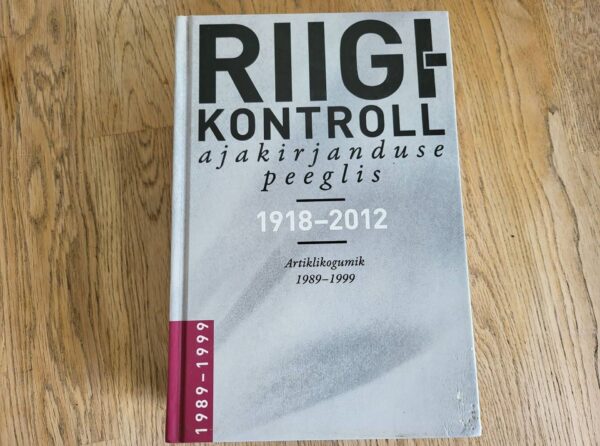 RIIGI-
KONTROLL
ajakirjanduse
peeglis
1918–2012
Artiklikogumik
1989–1999
1989–1999